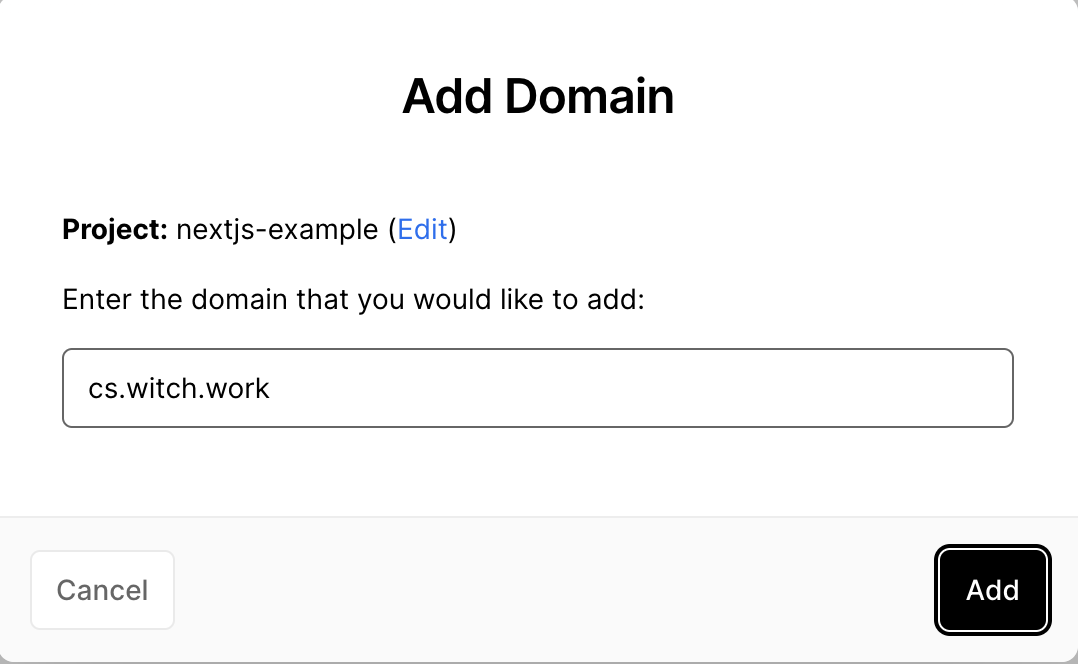 Add Domain
Project: nextjs-example (Edit)
Enter the domain that you would like to add:
cs.witch.work
Cancel
Add